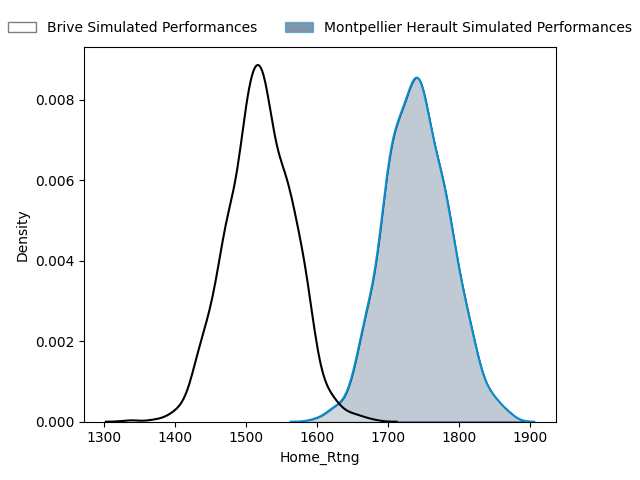 Brive Simulated Performances
Montpellier Herault Simulated Performances
0.008
0.006
0.004
0.002
0.000
Density
1300 1400 1500 1600 1700 1800 1900
Home_Rtng